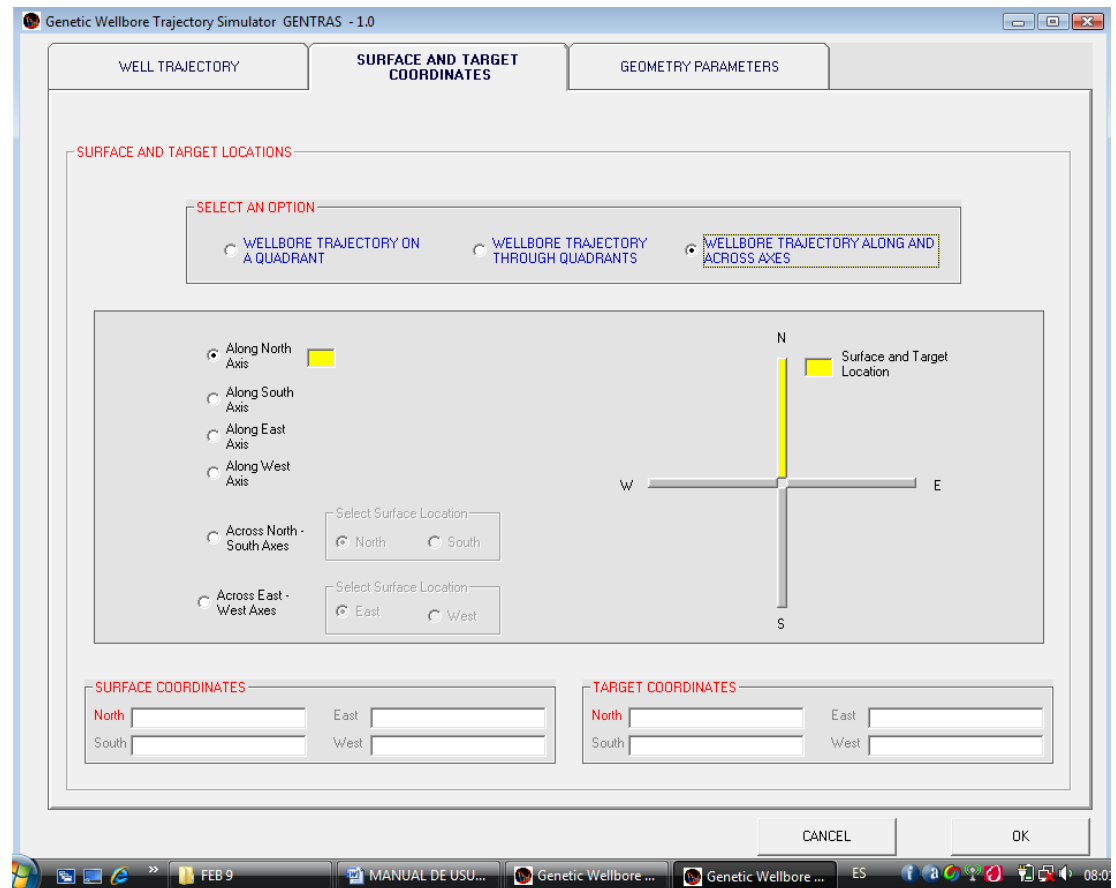 Genetic Wellbore Trajectory Simulator GENTRAS - 1.0
WELL TRAJECTORY
SURFACE AND TARGET
COORDINATES
GEOMETRY PARAMETERS
SURFACE AND TARGET LOCATIONS
SELECT AN OPTION
WELLBORE TRAJECTORY ON
A QUADRANT
WELLBORE TRAJECTORY
THROUGH QUADRANTS
WELLBORE TRAJECTORY ALONG AND
ACROSS AXES
Along North
Axis
Along South
Axis
Along East
Axis
Along West
Axis
Across North -
South Axes
Select Surface Location
North South
Across East -
West Axes
Select Surface Location
East West
N
Surface and Target
Location
W E
S
SURFACE COORDINATES
North East
South West
TARGET COORDINATES
North East
South West
CANCEL OK
FEB 9 MANUAL DE USU... Genetic Wellbore ... Genetic Wellbore ... ES